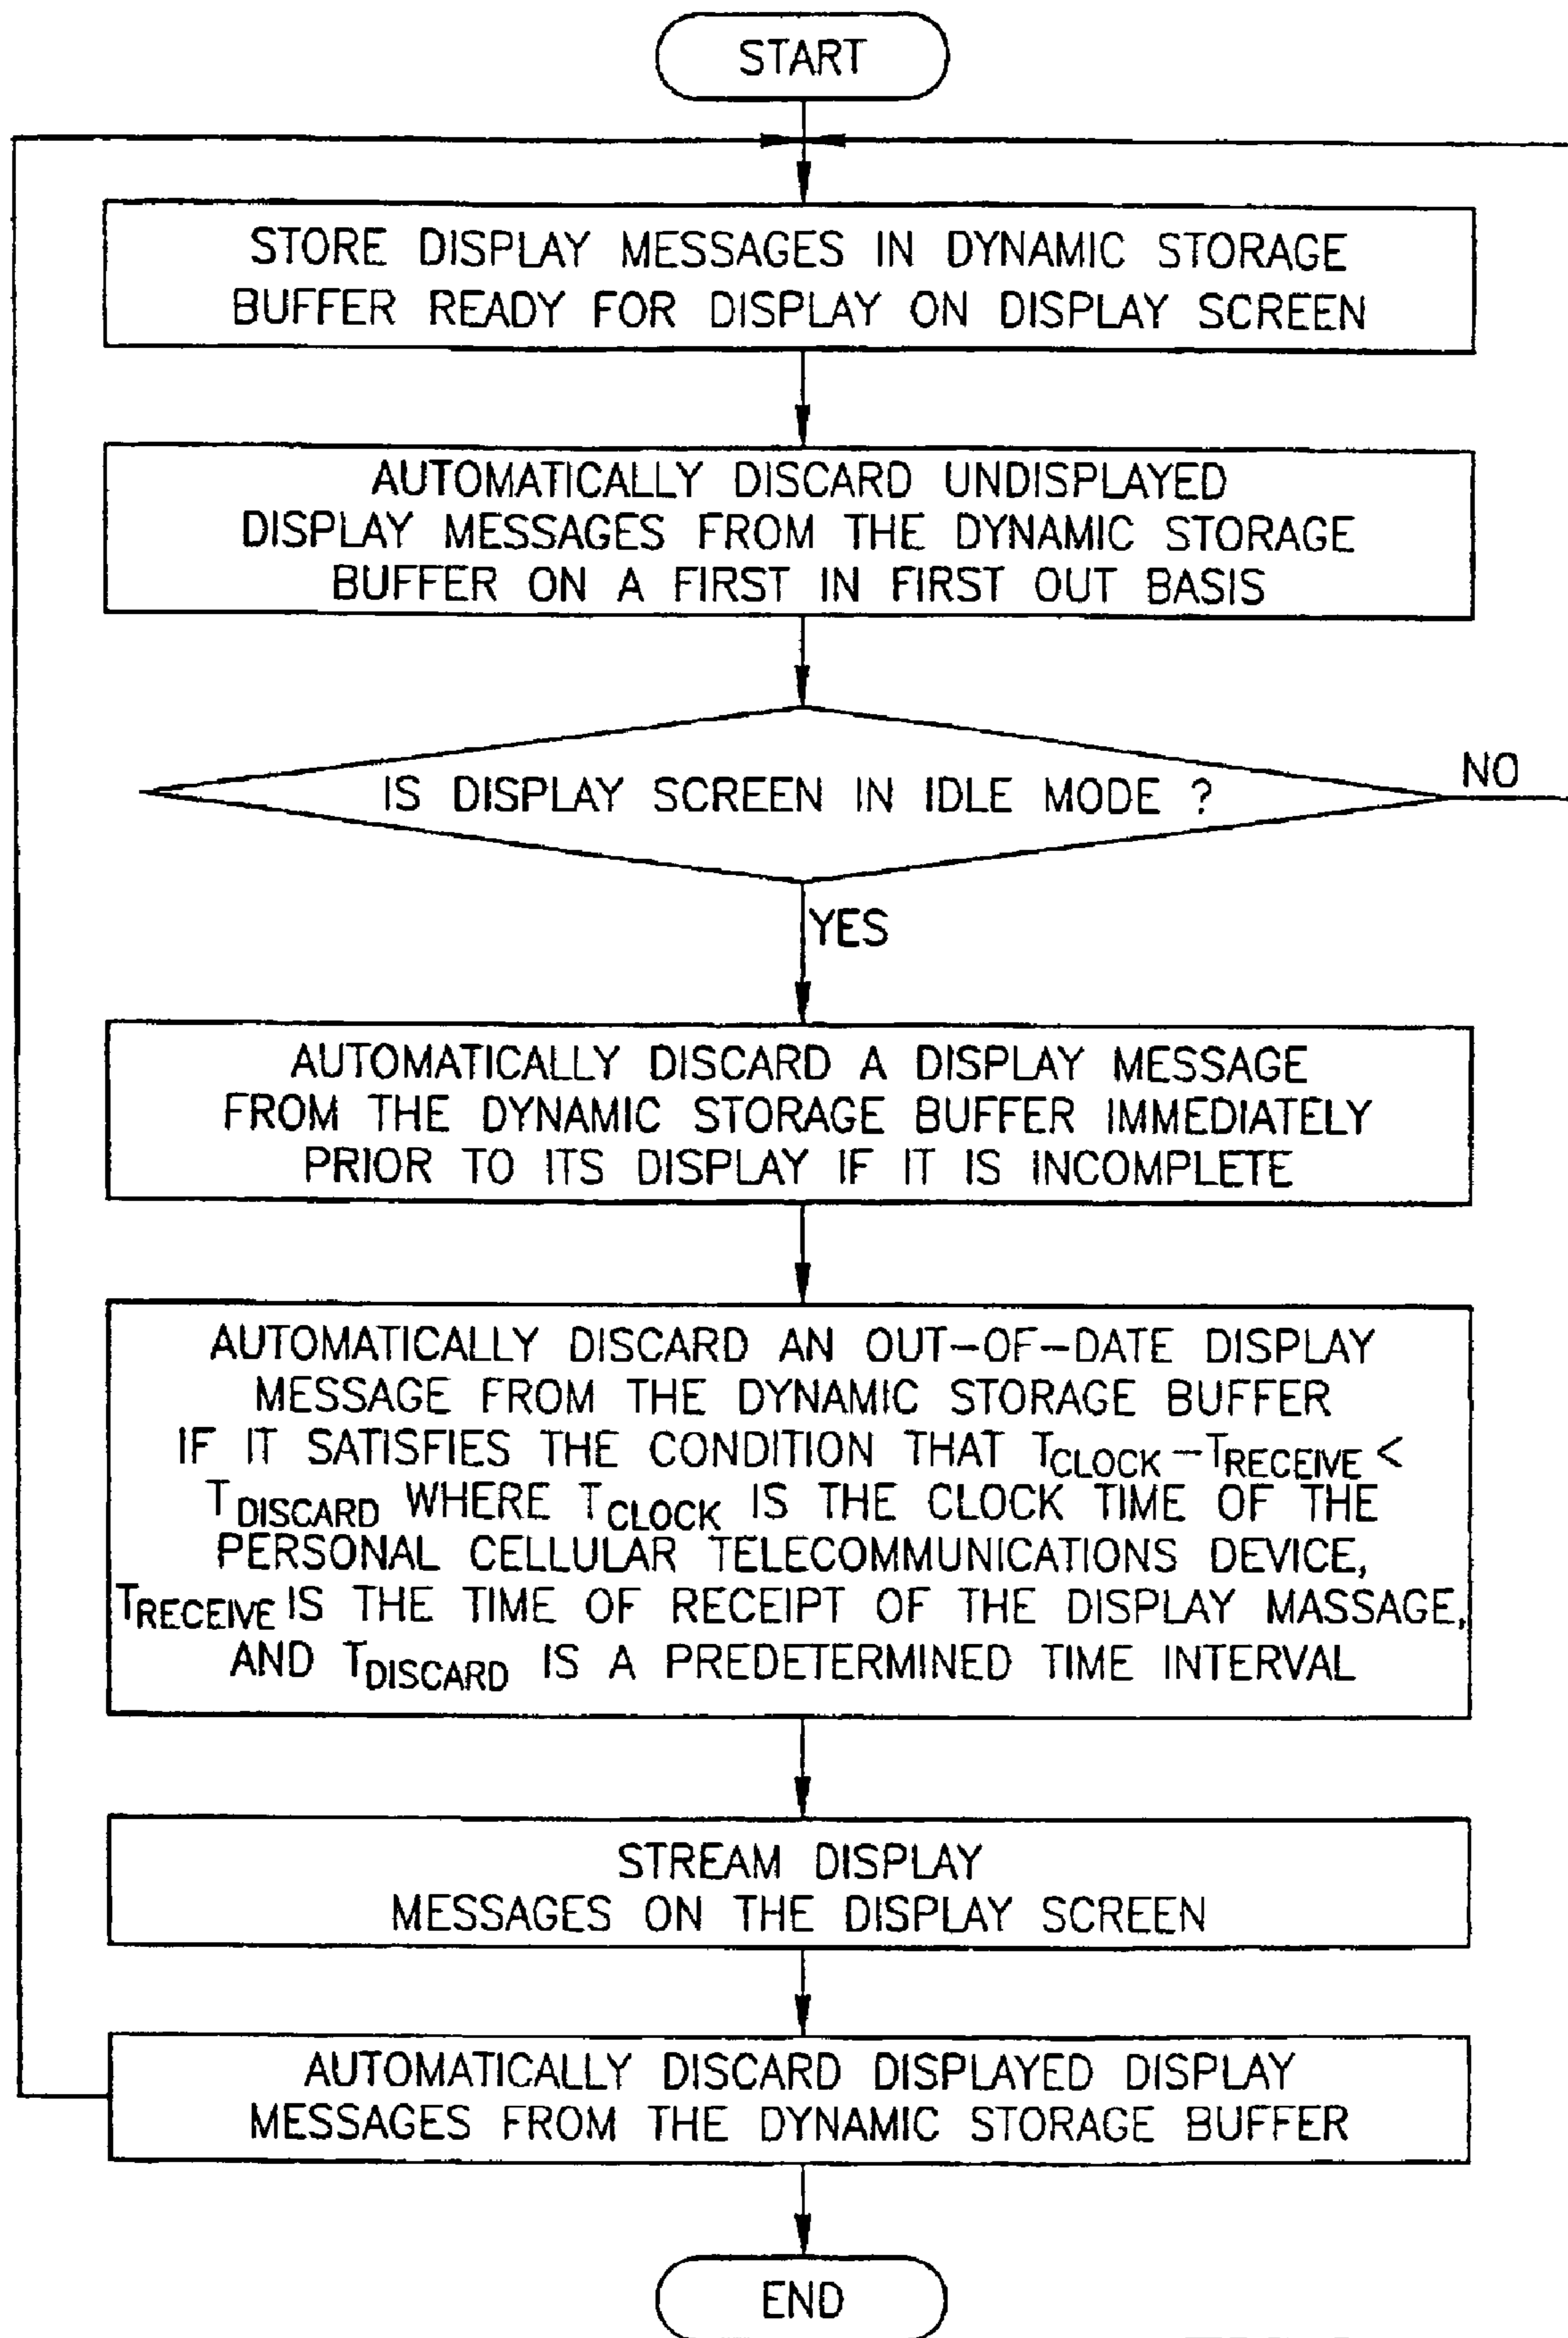 START
STORE DISPLAY MESSAGES IN DYNAMIC STORAGE
BUFFER READY FOR DISPLAY ON DISPLAY SCREEN
AUTOMATICALLY DISCARD UNDISPLAYED
DISPLAY MESSAGES FROM THE DYNAMIC STORAGE
BUFFER ON A FIRST IN FIRST OUT BASIS
IS DISPLAY SCREEN IN IDLE MODE ?
NO
YES
AUTOMATICALLY DISCARD A DISPLAY MESSAGE
FROM THE DYNAMIC STORAGE BUFFER IMMEDIATELY
PRIOR TO ITS DISPLAY IF IT IS INCOMPLETE
AUTOMATICALLY DISCARD AN OUT-OF-DATE DISPLAY
MESSAGE FROM THE DYNAMIC STORAGE BUFFER
IF IT SATISFIES THE CONDITION THAT TCLOCK-TRECEIVE <
TDISCARD WHERE TCLOCK IS THE CLOCK TIME OF THE
PERSONAL CELLULAR TELECOMMUNICATIONS DEVICE,
TRECEIVE IS THE TIME OF RECEIPT OF THE DISPLAY MASSAGE,
AND TDISCARD IS A PREDETERMINED TIME INTERVAL
STREAM DISPLAY
MESSAGES ON THE DISPLAY SCREEN
AUTOMATICALLY DISCARD DISPLAYED DISPLAY
MESSAGES FROM THE DYNAMIC STORAGE BUFFER
END